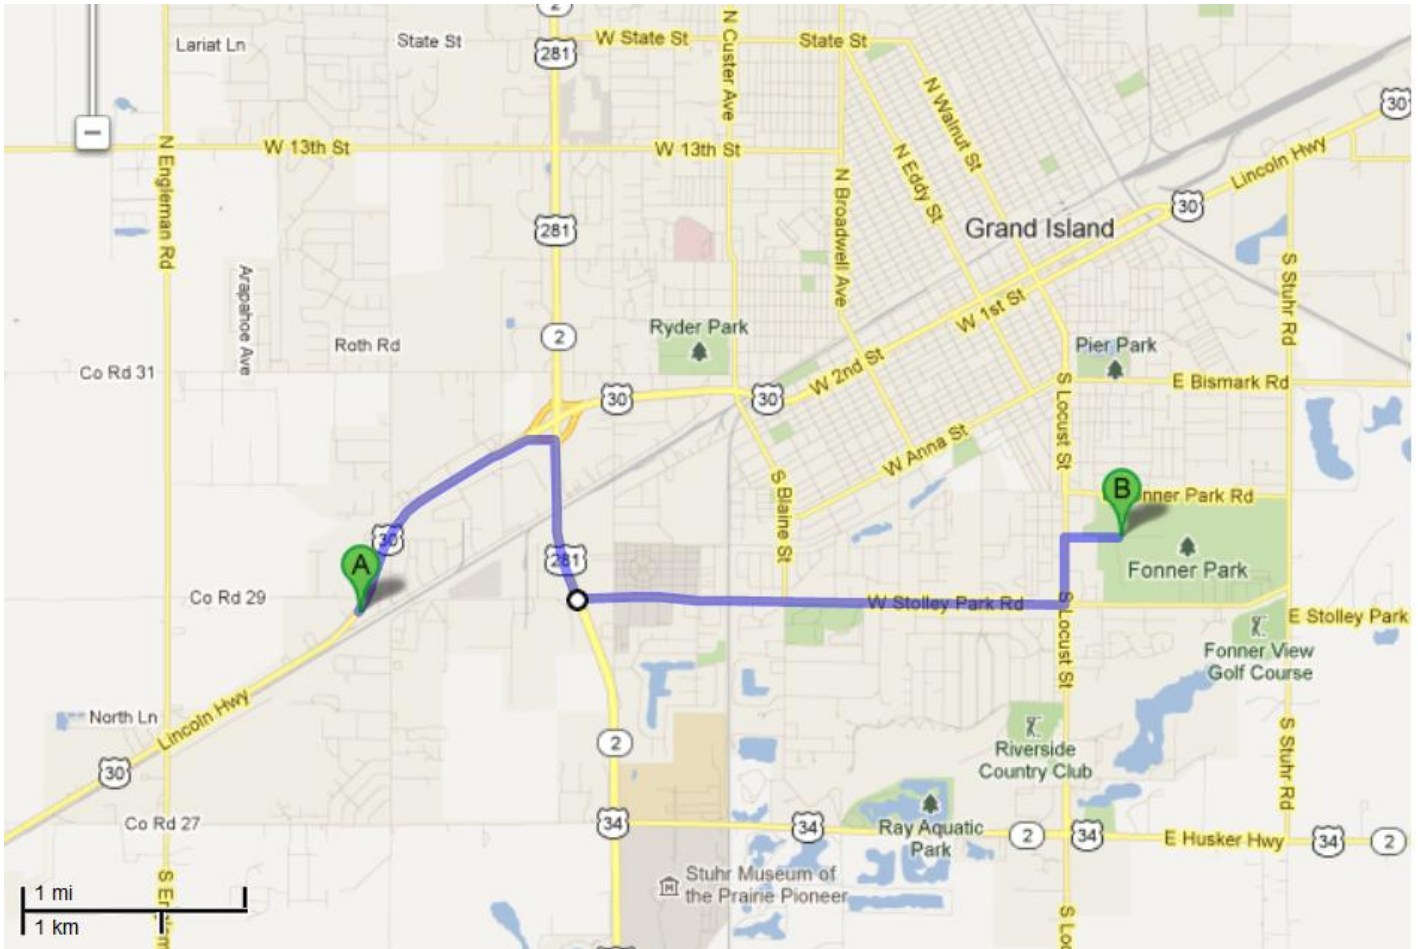 2
281
W State St
State St
Lariat Ln
State St
N Custer Ave
N Walnut St
30
N Engleman Rd
W 13th St
W 13th St
Lincoln Hwy
N Eddy St
N Broadwell Ave
30
281
Grand Island
S Stuhr Rd
Arapahoe Ave
W 1st St
Ryder Park
2
Roth Rd
Pier Park
Co Rd 31
W 2nd St
E Bismark Rd
30
30
S Locust St
W Anna St
S Blaine St
B
nner Park Rd
30
A
281
Fonner Park
Co Rd 29
W Stolley Park Rd
E Stolley Park
S Locust St
Fonner View
Golf Course
North Ln
Lincoln Hwy
2
30
Riverside
Country Club
S Stuhr Rd
Co Rd 27
34
34
Ray Aquatic
Park
2
34
E Husker Hwy
34
2
Stuhr Museum of
the Prairie Pioneer
1 mi
1 km